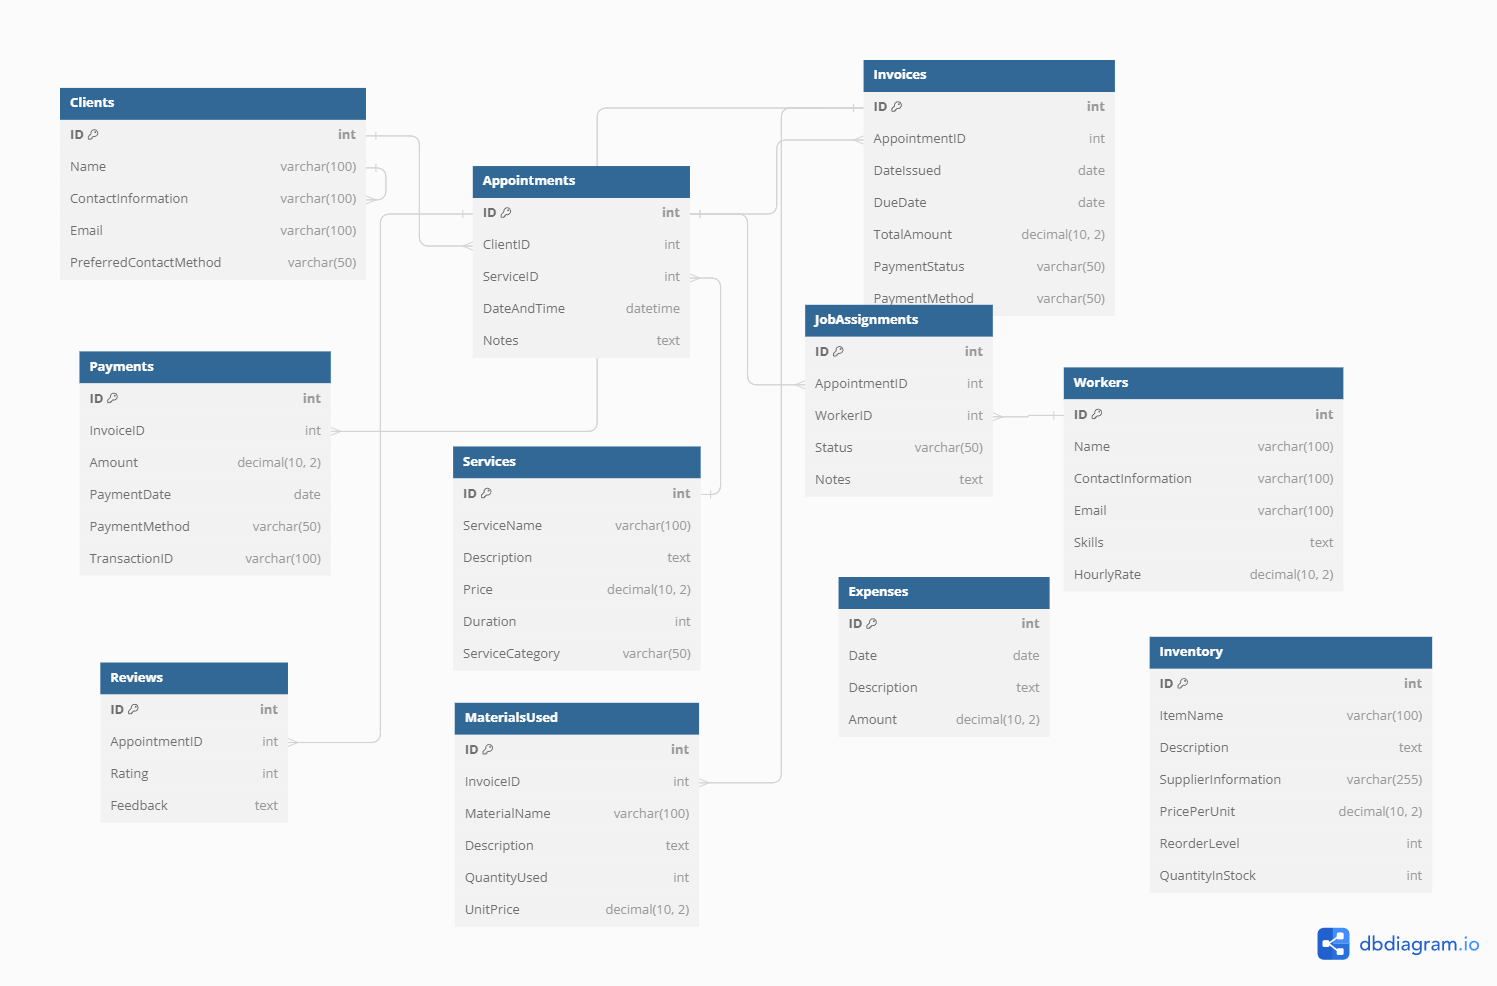 Clients
ID int
Name varchar(100)
ContactInformation varchar(100)
Email varchar(100)
PreferredContactMethod varchar(50)
Appointments
ID int
ClientID int
ServiceID int
DateAndTime datetime
Notes text
Invoices
ID int
AppointmentID int
DateIssued date
DueDate date
TotalAmount decimal(10, 2)
PaymentStatus varchar(50)
PaymentMethod varchar(50)
JobAssignments
ID int
AppointmentID int
WorkerID int
Status varchar(50)
Notes text
Workers
ID int
Name varchar(100)
ContactInformation varchar(100)
Email varchar(100)
Skills text
HourlyRate decimal(10, 2)
Payments
ID int
InvoiceID int
Amount decimal(10, 2)
PaymentDate date
PaymentMethod varchar(50)
TransactionID varchar(100)
Services
ID int
ServiceName varchar(100)
Description text
Price decimal(10, 2)
Duration int
ServiceCategory varchar(50)
Expenses
ID int
Date date
Description text
Amount decimal(10, 2)
Inventory
ID int
ItemName varchar(100)
Description text
SupplierInformation varchar(255)
PricePerUnit decimal(10, 2)
ReorderLevel int
QuantityInStock int
Reviews
ID int
AppointmentID int
Rating int
Feedback text
MaterialsUsed
ID int
InvoiceID int
MaterialName varchar(100)
Description text
QuantityUsed int
UnitPrice decimal(10, 2)
dbdiagram.io